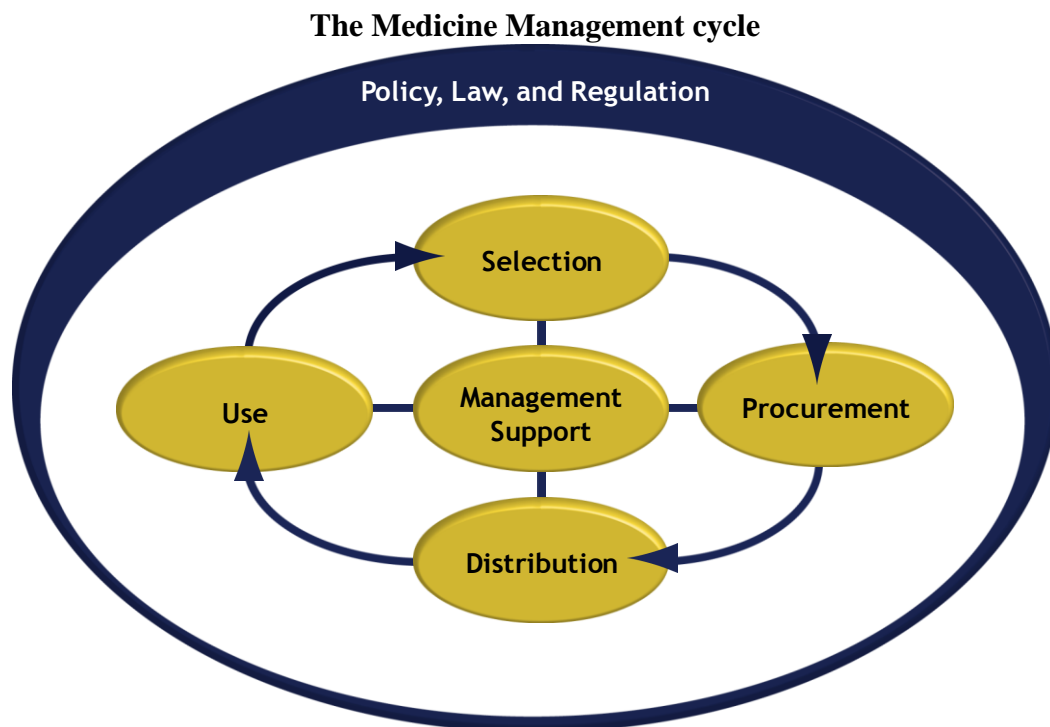 The Medicine Management cycle
Policy, Law, and Regulation
Selection
Use
Management
Support
Procurement
Distribution